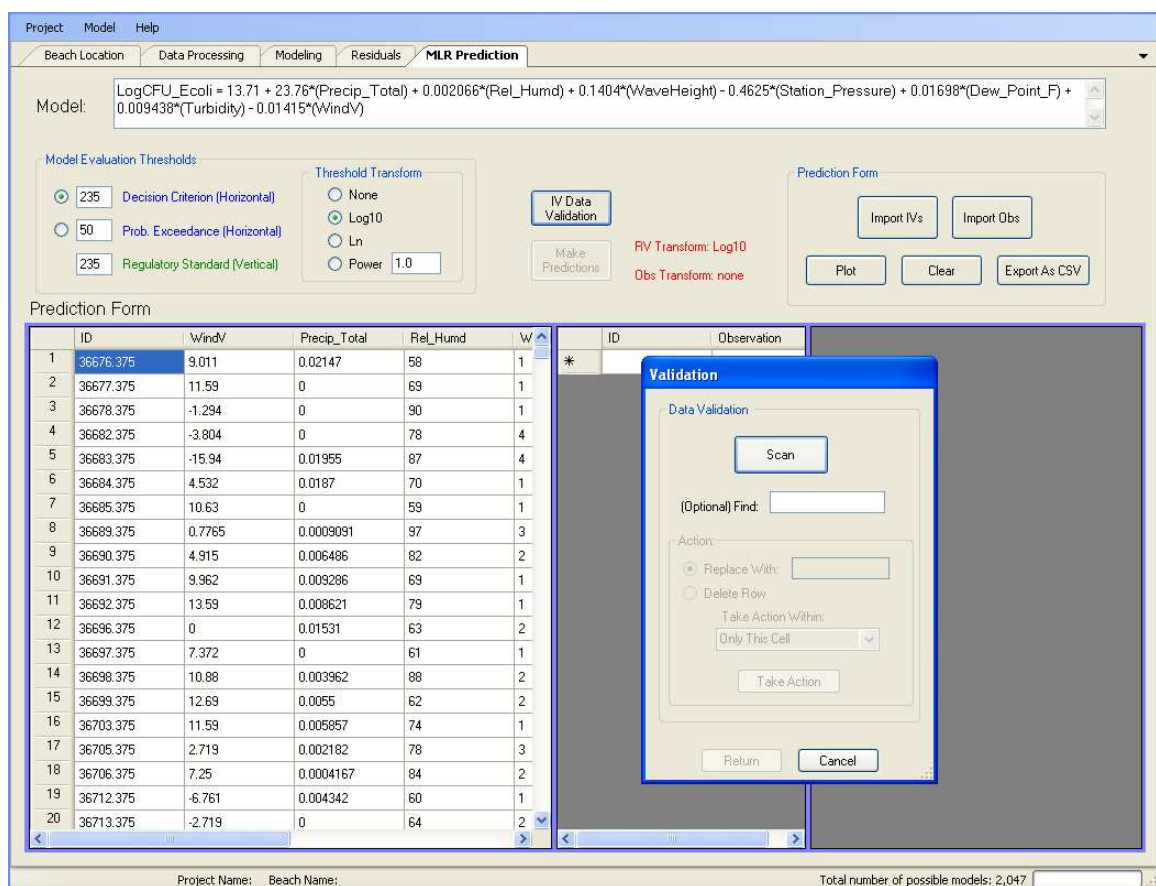 Project Model Help
Beach Location Data Processing Modeling Residuals MLR Prediction
Model:
LogCFU_Ecoli = 13.71 + 23.76*(Precip_Total) + 0.002066*(Rel_Humd) + 0.1404*(WaveHeight) - 0.4625*(Station_Pressure) + 0.01698*(Dew_Point_F) +
0.009438*(Turbidity) - 0.01415*(WindV)
Model Evaluation Thresholds
235 Decision Criterion (Horizontal)
50 Prob. Exceedance (Horizontal)
235 Regulatory Standard (Vertical)
Threshold Transform
None
Log10
Ln
Power 1.0
IV Data
Validation
Make
Predictions
RV Transform: Log10
Obs Transform: none
Prediction Form
Import IVs Import Obs
Plot Clear Export As CSV
Prediction Form
ID WindV Precip_Total Rel_Humd W
1 36676.375 9.011 0.02147 58 1
2 36677.375 11.59 0 69 1
3 36678.375 -1.294 0 90 1
4 36682.375 -3.804 0 78 4
5 36683.375 -15.94 0.01955 87 4
6 36684.375 4.532 0.0187 70 1
7 36685.375 10.63 0 59 1
8 36689.375 0.7765 0.0009091 97 3
9 36690.375 4.915 0.006486 82 2
10 36691.375 9.962 0.009286 69 1
11 36692.375 13.59 0.008621 79 1
12 36696.375 0 0.01531 63 2
13 36697.375 7.372 0 61 1
14 36698.375 10.88 0.003962 88 2
15 36699.375 12.69 0.0055 62 2
16 36703.375 11.59 0.005857 74 1
17 36705.375 2.719 0.002182 78 3
18 36706.375 7.25 0.0004167 84 2
19 36712.375 -6.761 0.004342 60 1
20 36713.375 -2.719 0 64 2
ID Observation
*
Validation
Data Validation
Scan
(Optional) Find:
Action:
Replace With:
Delete Row
Take Action Within:
Only This Cell
Take Action
Return Cancel
Project Name: Beach Name: Total number of possible models: 2,047